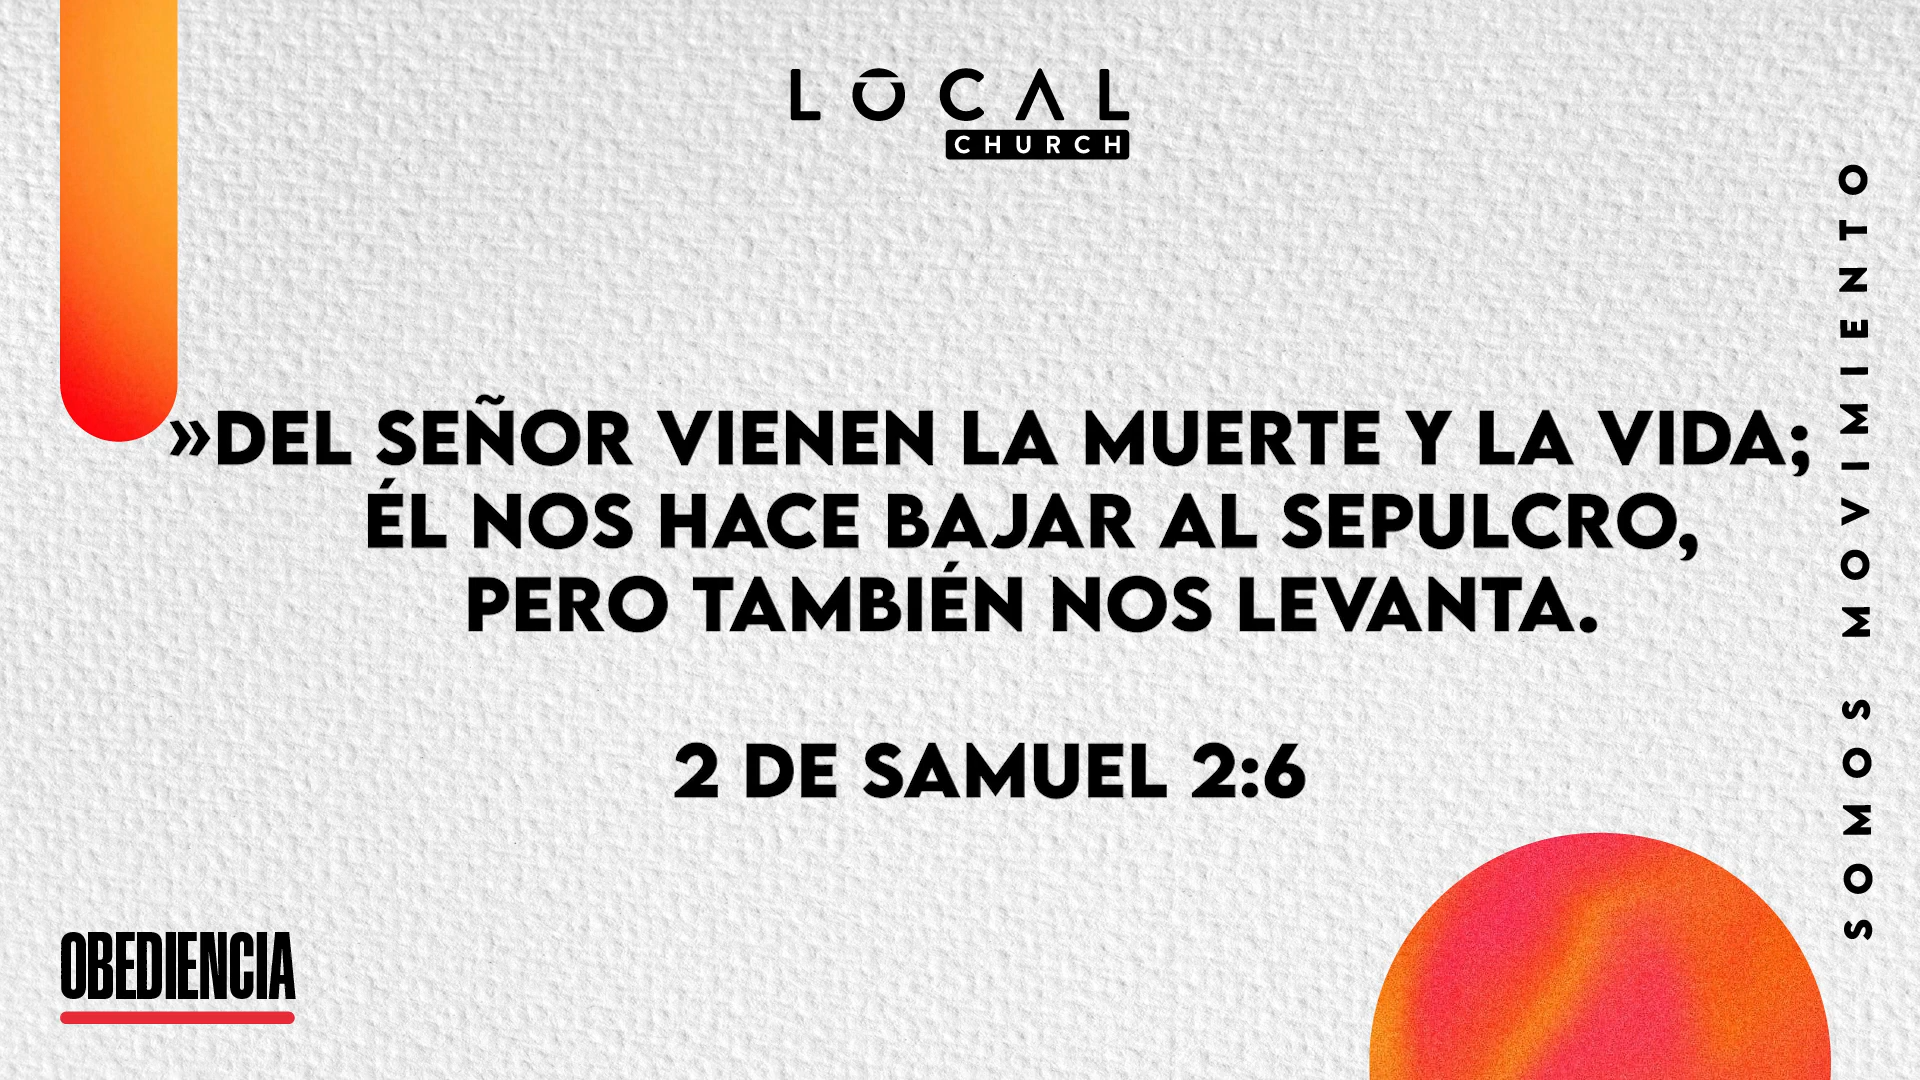 LOCAL
CHURCH
»DEL SEÑOR VIENEN LA MUERTE Y LA VIDA;
ÉL NOS HACE BAJAR AL SEPULCRO,
PERO TAMBIÉN NOS LEVANTA.
2 DE SAMUEL 2:6
OBEDIENCIA
SOMOS MOVIMIENTO